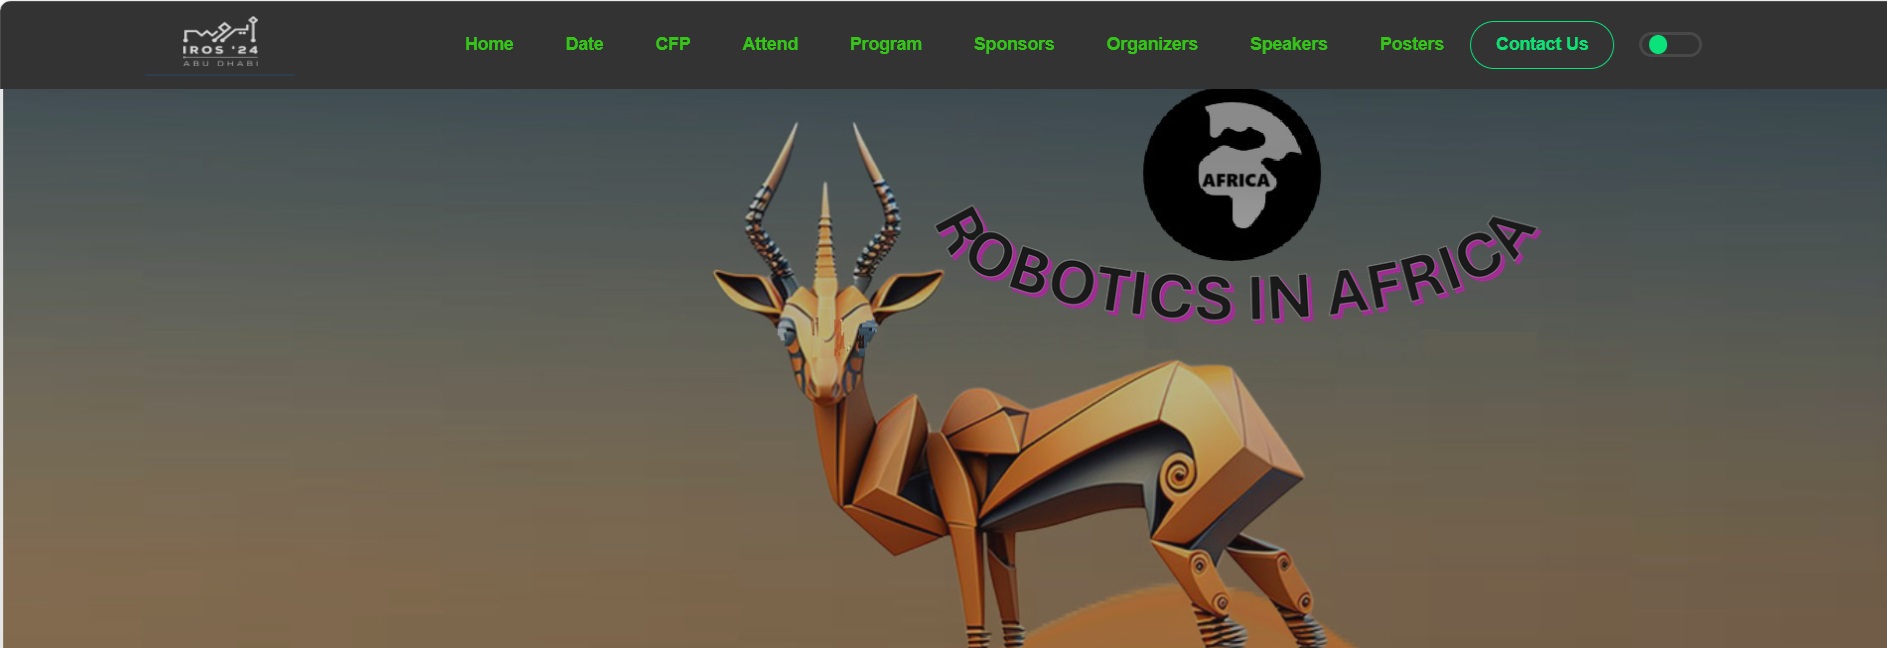 IROS '24
ABU DHABI
Home
Date
CFP
Attend
Program
Sponsors
Organizers
Speakers
Posters
Contact Us
AFRICA
ROBOTICS IN AFRICA